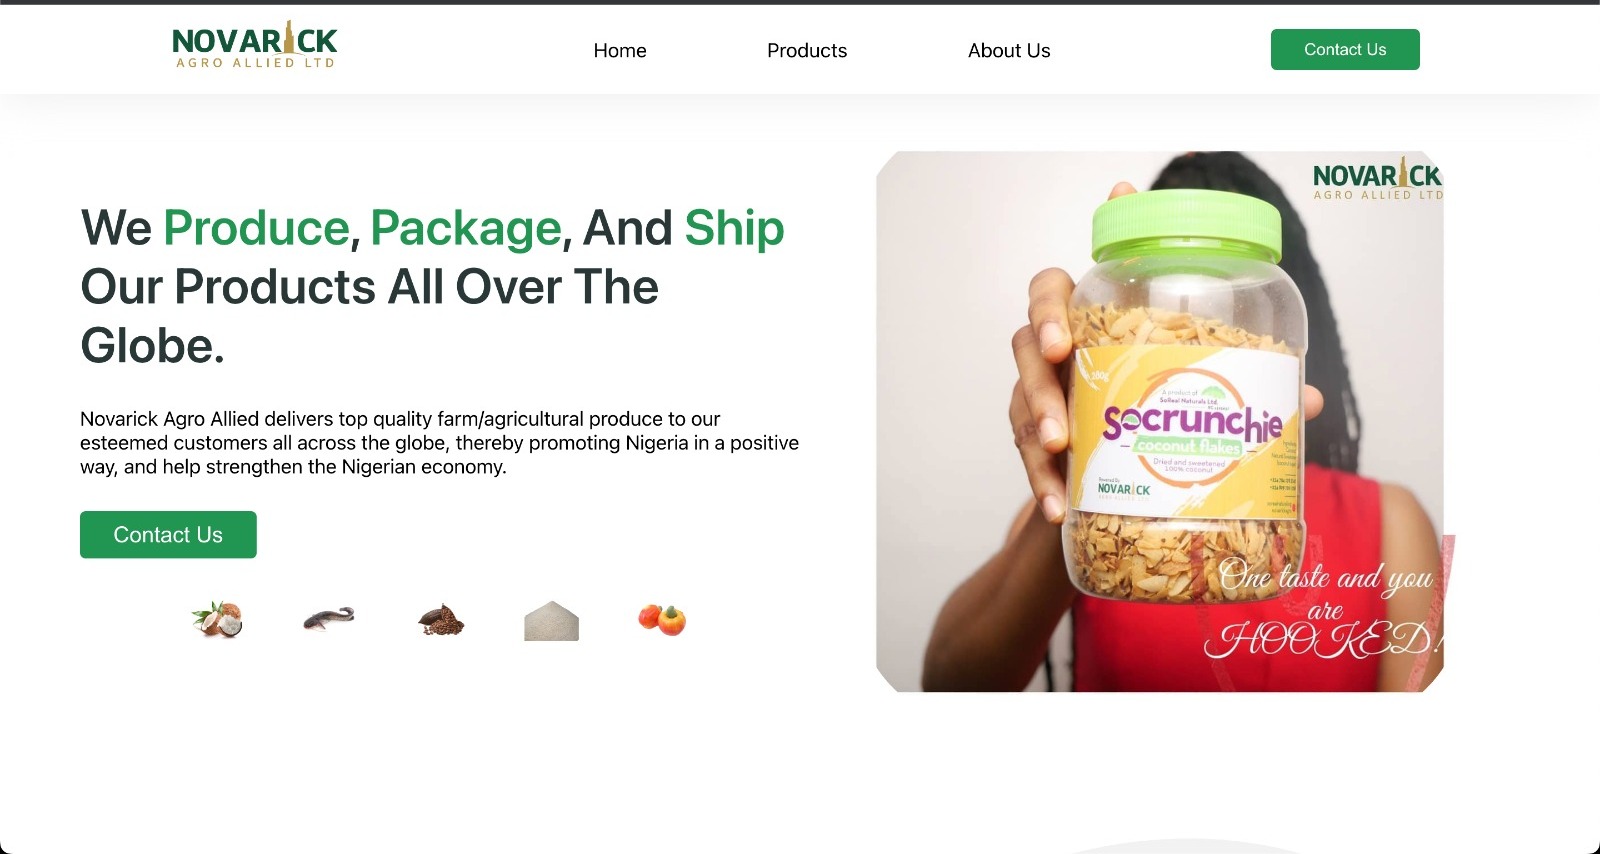 NOVARICK
AGRO ALLIED LTD
Home
Products
About Us
Contact Us
We Produce, Package, And Ship
Our Products All Over The
Globe.
Novarick Agro Allied delivers top quality farm/agricultural produce to our
esteemed customers all across the globe, thereby promoting Nigeria in a positive
way, and help strengthen the Nigerian economy.
Contact Us
NOVARICK
AGRO ALLIED LTD
280g
A product of
SoReal Naturals Ltd.
Socrunchie
coconut flakes
Dried and sweetened
100% coconut
NOVARICK
One taste and you
are
HOOKED!